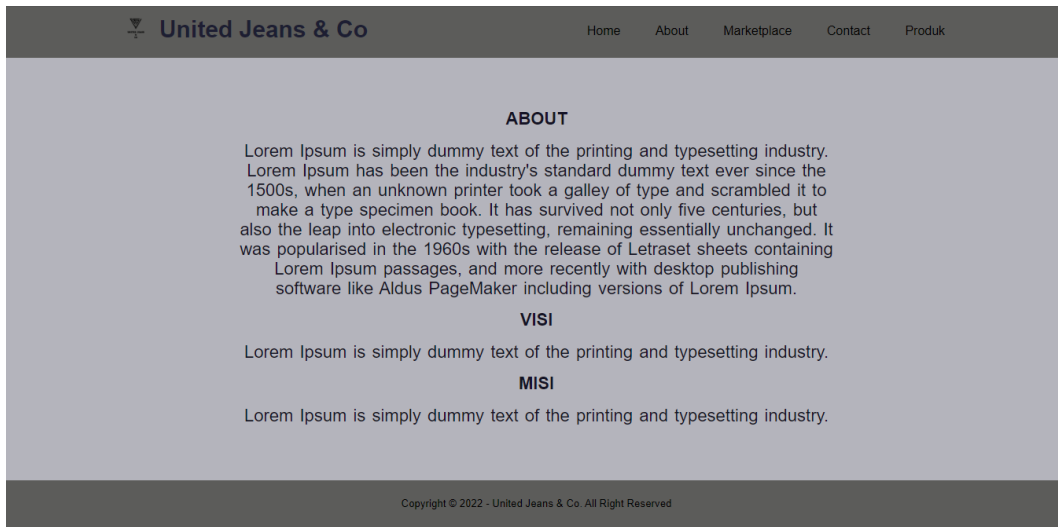 United Jeans & Co
Home About Marketplace Contact Produk
ABOUT
Lorem Ipsum is simply dummy text of the printing and typesetting industry.
Lorem Ipsum has been the industry's standard dummy text ever since the
1500s, when an unknown printer took a galley of type and scrambled it to
make a type specimen book. It has survived not only five centuries, but
also the leap into electronic typesetting, remaining essentially unchanged. It
was popularised in the 1960s with the release of Letraset sheets containing
Lorem Ipsum passages, and more recently with desktop publishing
software like Aldus PageMaker including versions of Lorem Ipsum.
VISI
Lorem Ipsum is simply dummy text of the printing and typesetting industry.
MISI
Lorem Ipsum is simply dummy text of the printing and typesetting industry.
Copyright © 2022 - United Jeans & Co. All Right Reserved